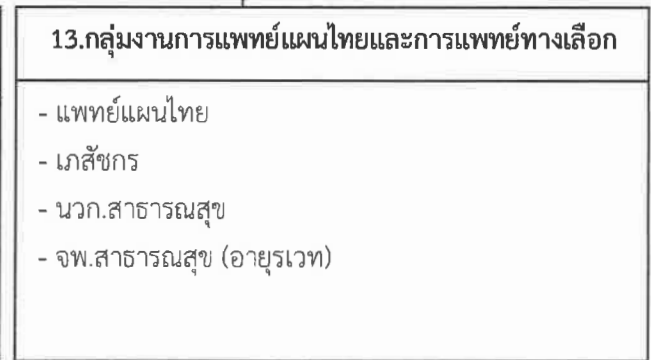 13.กลุ่มงานการแพทย์แผนไทยและการแพทย์ทางเลือก
- แพทย์แผนไทย
- เภสัชกร
- นวก.สาธารณสุข
- จพ.สาธารณสุข (อายุรเวท)